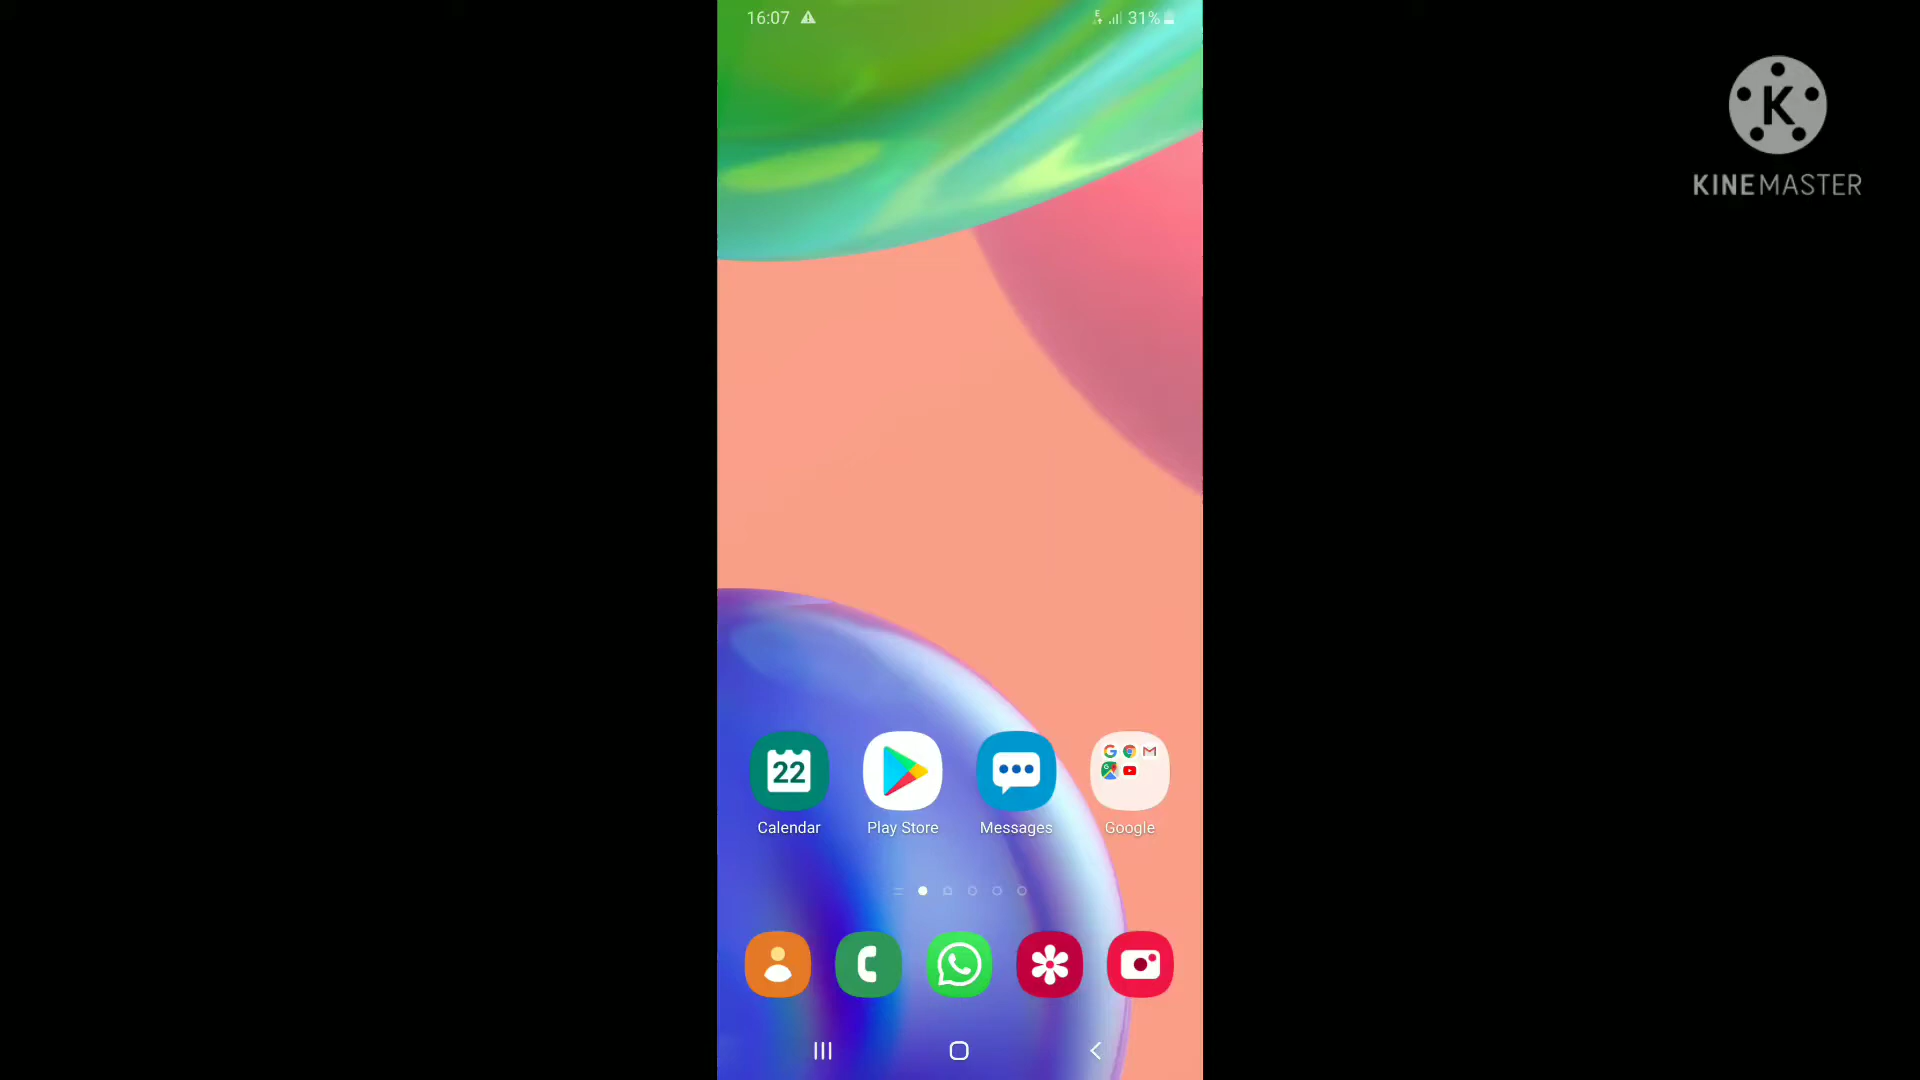 16:07
31%
K
KINEMASTER
22
Calendar
Play Store
Messages
Google